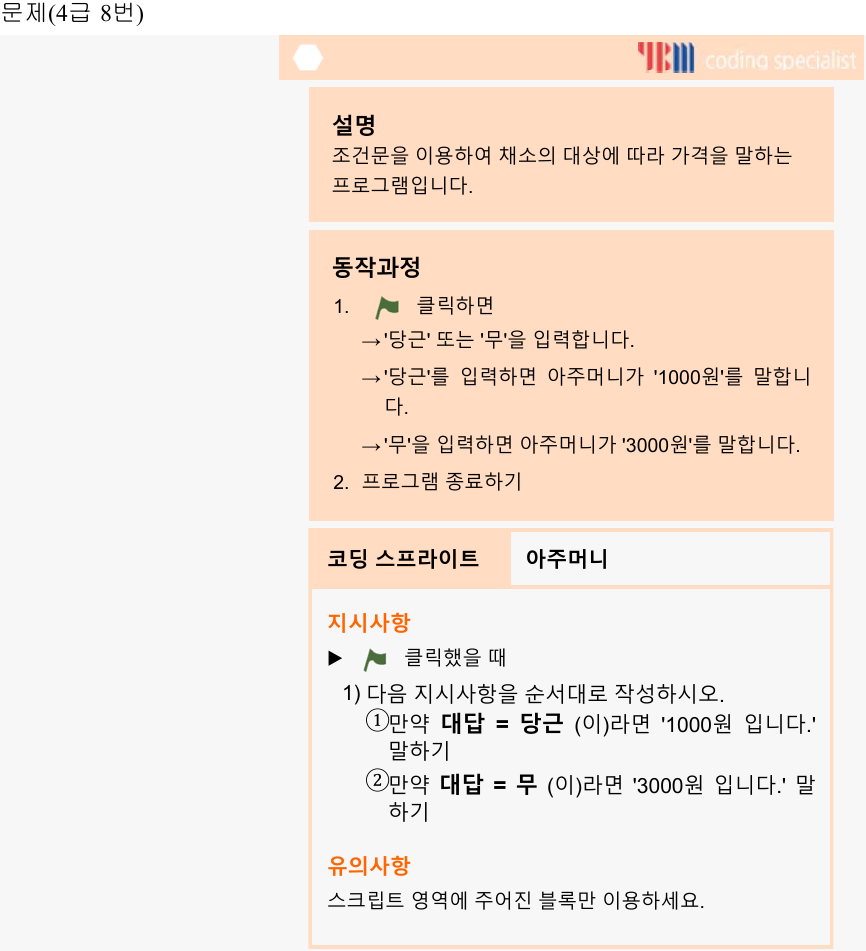 문제(4급 8번)
YBM coding specialist
설명
조건문을 이용하여 채소의 대상에 따라 가격을 말하는
프로그램입니다.
동작과정
1. 클릭하면
→'당근' 또는 '무'을 입력합니다.
→'당근'를 입력하면 아주머니가 '1000원'를 말합니
다.
→'무'을 입력하면 아주머니가 '3000원'를 말합니다.
2. 프로그램 종료하기
코딩 스프라이트 아주머니
지시사항
▶ 클릭했을 때
1) 다음 지시사항을 순서대로 작성하시오.
①만약 대답 = 당근 (이)라면 '1000원 입니다.'
말하기
②만약 대답 = 무 (이)라면 '3000원 입니다.' 말
하기
유의사항
스크립트 영역에 주어진 블록만 이용하세요.